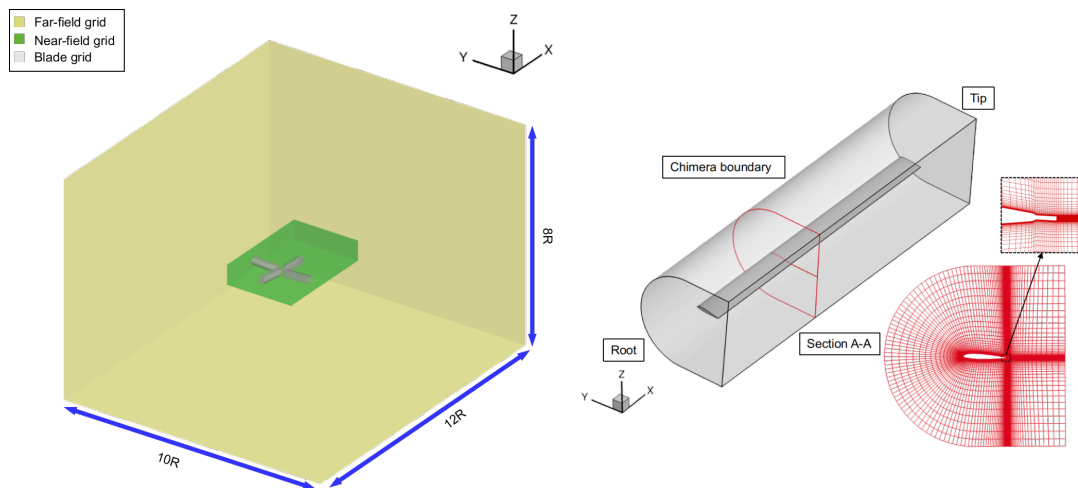 Far-field grid
Near-field grid
Blade grid
Z
Y
X
8R
12R
10R
Tip
Chimera boundary
Section A-A
Root
Z
Y
X